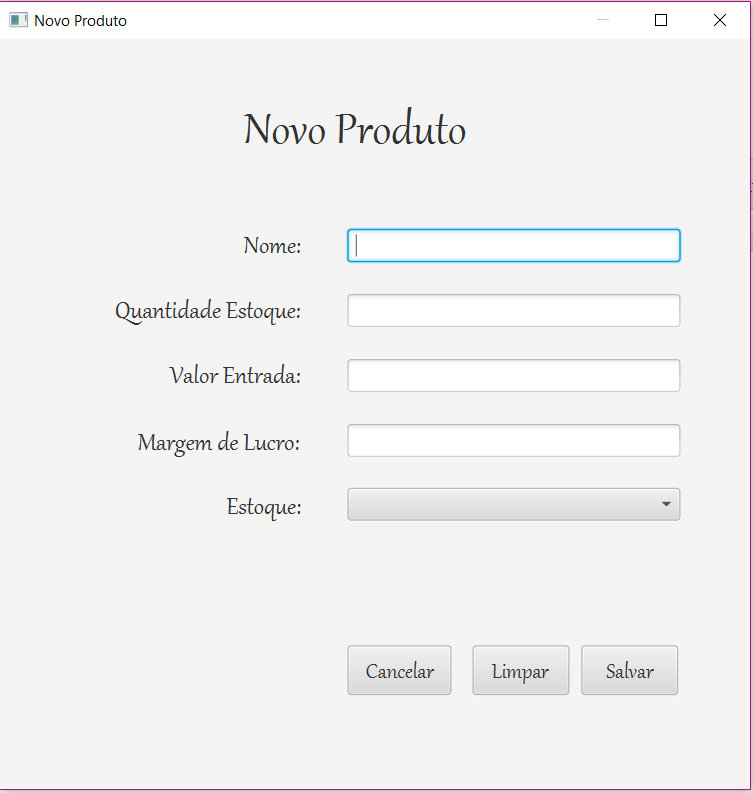 Novo Produto
Novo Produto
Nome:
Quantidade Estoque:
Valor Entrada:
Margem de Lucro:
Estoque:
Cancelar Limpar Salvar